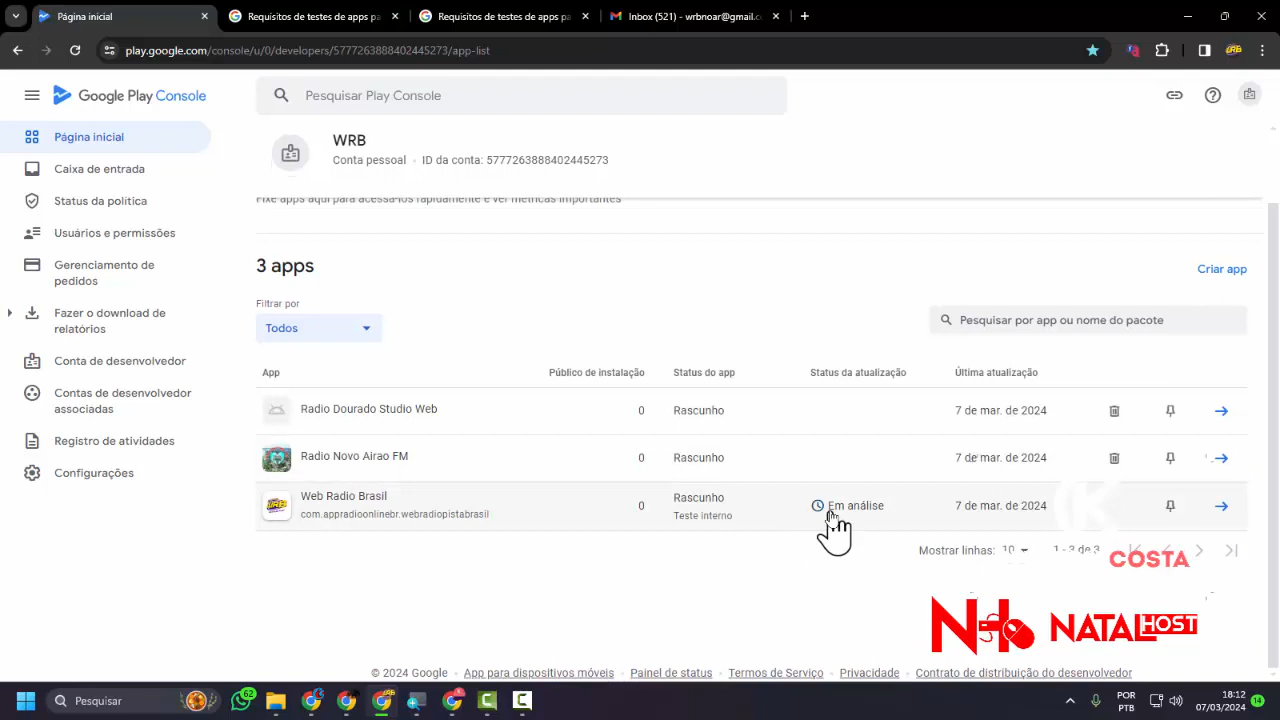 Página inicial
Requisitos de testes de apps pa
Requisitos de testes de apps pa
Inbox (521) - wrbnoar@gmail.c
play.google.com/console/u/0/developers/5777263888402445273/app-list
Google Play Console
Pesquisar Play Console
Página inicial
Caixa de entrada
Status da política
Usuários e permissões
Gerenciamento de
pedidos
Fazer o download de
relatórios
Conta de desenvolvedor
Contas de desenvolvedor
associadas
Registro de atividades
Configurações
WRB
Conta pessoal · ID da conta: 5777263888402445273
Fixe apps aqui para acessá-los rapidamente e ver métricas importantes
3 apps
Criar app
Filtrar por
Todos
Pesquisar por app ou nome do pacote
App Público de instalação Status do app Status da atualização Última atualização
Radio Dourado Studio Web 0 Rascunho 7 de mar. de 2024
Radio Novo Airao FM 0 Rascunho 7 de mar. de 2024
Web Radio Brasil 0 Rascunho Em análise 7 de mar. de 2024
com.appradioonlinebr.webradiopistabrasil Teste interno
Mostrar linhas: 10 1 - 3 de 3
K
COSTA
NATALHOST
© 2024 Google · App para dispositivos móveis · Painel de status · Termos de Serviço · Privacidade · Contrato de distribuição do desenvolvedor
Pesquisar
62
POR
PTB
18:12
07/03/2024
14